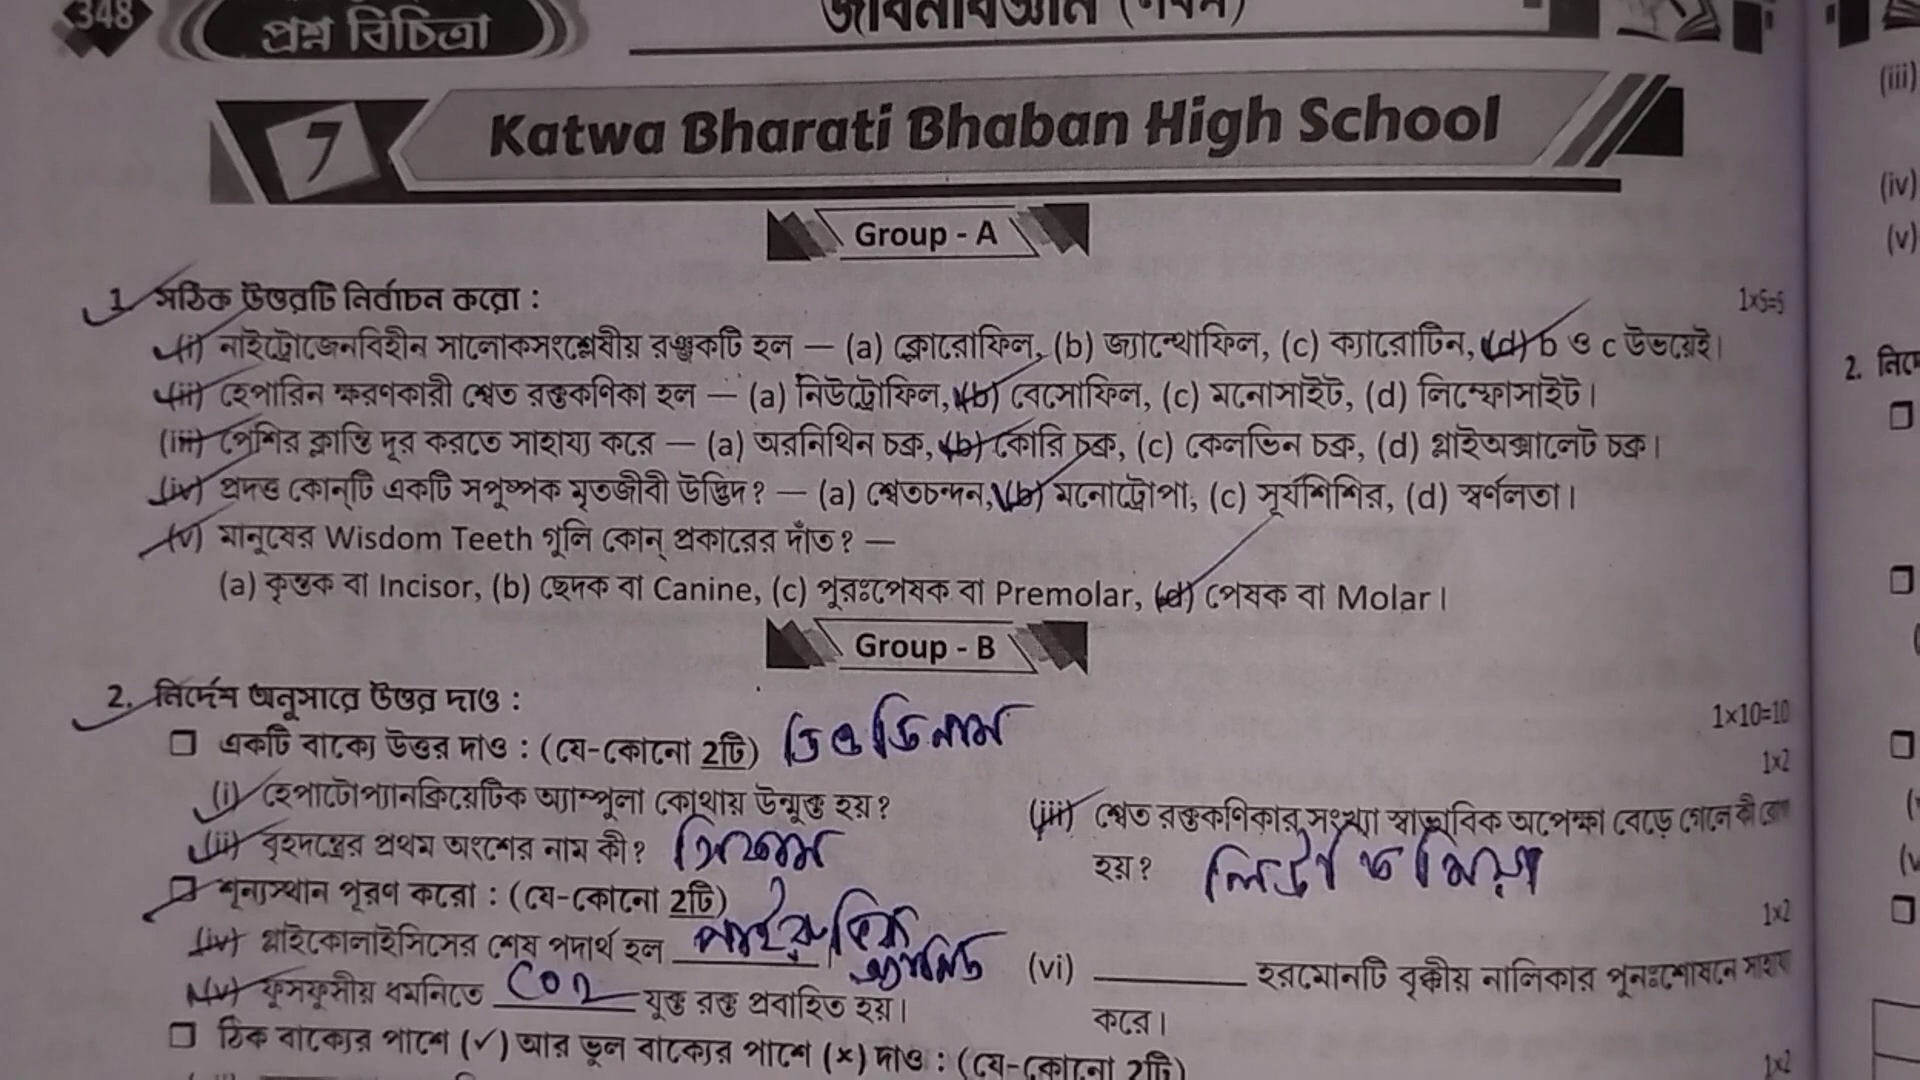 348
প্রশ্ন বিচিত্রা
জীবনবিজ্ঞান (নবম)
7
Katwa Bharati Bhaban High School
Group - A
1. সঠিক উত্তরটি নির্বাচন করো : 1×5=5
(i) নাইট্রোজেনবিহীন সালোকসংশ্লেষীয় রঞ্জকটি হল — (a) ক্লোরোফিল, (b) জ্যান্থোফিল, (c) ক্যারোটিন, (d) b ও c উভয়েই।
(ii) হেপারিন ক্ষরণকারী শ্বেত রক্তকণিকা হল — (a) নিউট্রোফিল, (b) বেসোফিল, (c) মনোসাইট, (d) লিম্ফোসাইট।
(iii) পেশির ক্লান্তি দূর করতে সাহায্য করে — (a) অরনিথিন চক্র, (b) কোরি চক্র, (c) কেলভিন চক্র, (d) গ্লাইঅক্সালেট চক্র।
(iv) প্রদত্ত কোন্‌টি একটি সপুষ্পক মৃতজীবী উদ্ভিদ? — (a) শ্বেতচন্দন, (b) মনোট্রোপা, (c) সূর্যশিশির, (d) স্বর্ণলতা।
(v) মানুষের Wisdom Teeth গুলি কোন্ প্রকারের দাঁত? —
(a) কৃন্তক বা Incisor, (b) ছেদক বা Canine, (c) পুরঃপেষক বা Premolar, (d) পেষক বা Molar।
Group - B
2. নির্দেশ অনুসারে উত্তর দাও : 1×10=10
একটি বাক্যে উত্তর দাও : (যে-কোনো 2টি) ডিওডিনাম 1×2
(i) হেপাটোপ্যানক্রিয়েটিক অ্যাম্পুলা কোথায় উন্মুক্ত হয়?
(ii) বৃহদন্ত্রের প্রথম অংশের নাম কী? সিকাম
(iii) শ্বেত রক্তকণিকার সংখ্যা স্বাভাবিক অপেক্ষা বেড়ে গেলে কী রোগ
হয়? লিউকোমিয়া
শূন্যস্থান পূরণ করো : (যে-কোনো 2টি) 1×2
(iv) গ্লাইকোলাইসিসের শেষ পদার্থ হল পাইরুভিক অ্যাসিড।
(v) ফুসফুসীয় ধমনিতে CO2 যুক্ত রক্ত প্রবাহিত হয়।
(vi) ________ হরমোনটি বৃক্কীয় নালিকার পুনঃশোষনে সাহায্য
করে।
ঠিক বাক্যের পাশে (✓) আর ভুল বাক্যের পাশে (×) দাও : (যে-কোনো 2টি) 1×2
(iii)
(iv)
(v)
2.